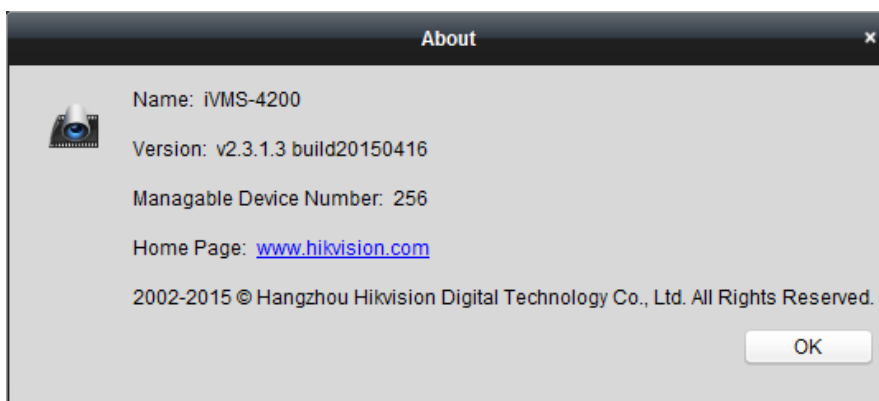 About
×
Name: iVMS-4200
Version: v2.3.1.3 build20150416
Managable Device Number: 256
Home Page: www.hikvision.com
2002-2015 © Hangzhou Hikvision Digital Technology Co., Ltd. All Rights Reserved.
OK